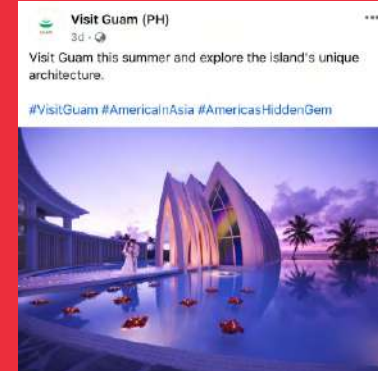 Visit Guam (PH)
3d
Visit Guam this summer and explore the island's unique
architecture.
#VisitGuam #AmericaInAsia #AmericasHiddenGem